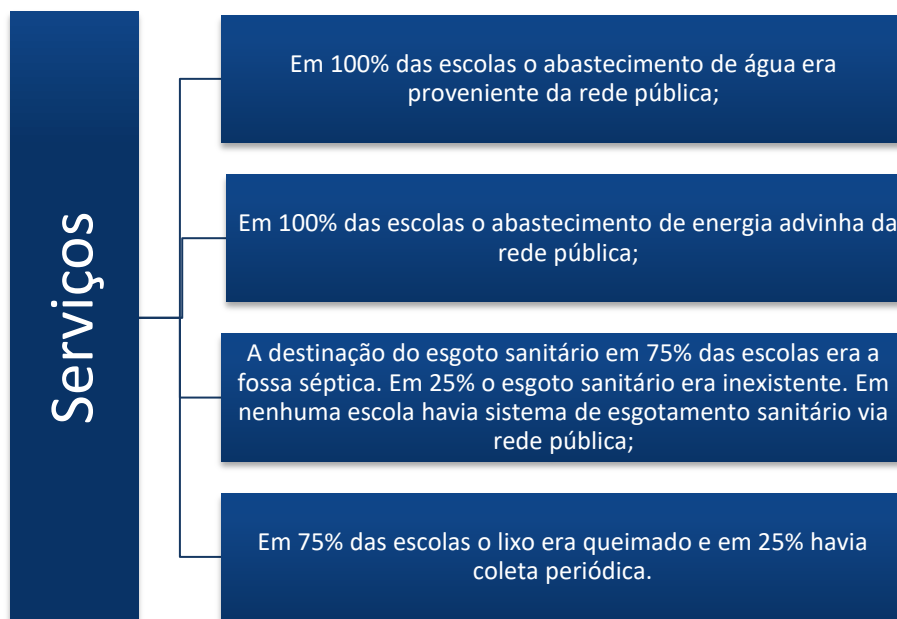 Serviços
Em 100% das escolas o abastecimento de água era
proveniente da rede pública;
Em 100% das escolas o abastecimento de energia advinha da
rede pública;
A destinação do esgoto sanitário em 75% das escolas era a
fossa séptica. Em 25% o esgoto sanitário era inexistente. Em
nenhuma escola havia sistema de esgotamento sanitário via
rede pública;
Em 75% das escolas o lixo era queimado e em 25% havia
coleta periódica.